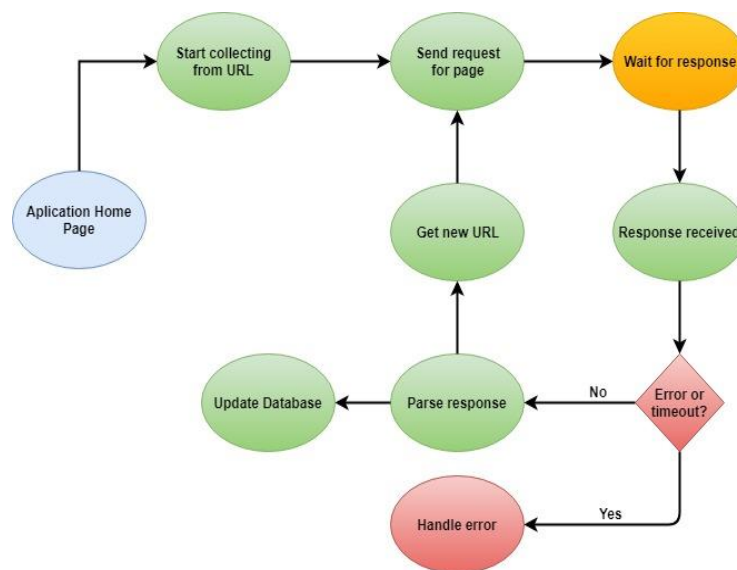 Start collecting
from URL
Send request
for page
Wait for response
Aplication Home
Page
Get new URL
Response received
Update Database
Parse response
No
Error or
timeout?
Handle error
Yes